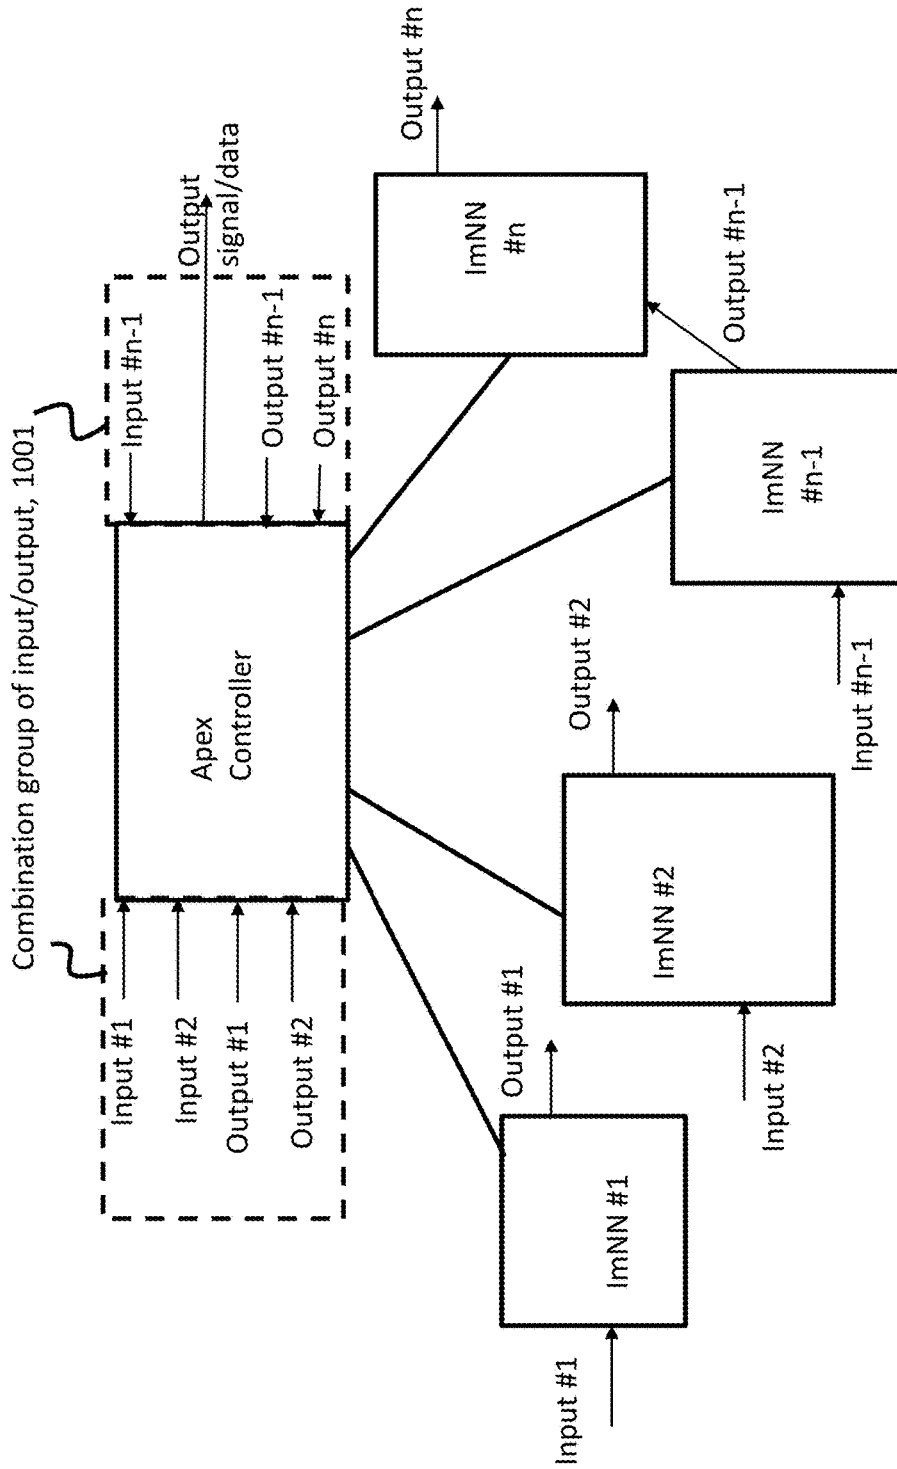 Combination group of input/output, 1001
Input #1
Input #2
Output #1
Output #2
Apex
Controller
Input #n-1
Output #n-1
Output #n
Output
signal/data
Input #1
ImNN #1
Output #1
Input #2
ImNN #2
Output #2
Input #n-1
ImNN
#n-1
Output #n-1
ImNN
#n
Output #n